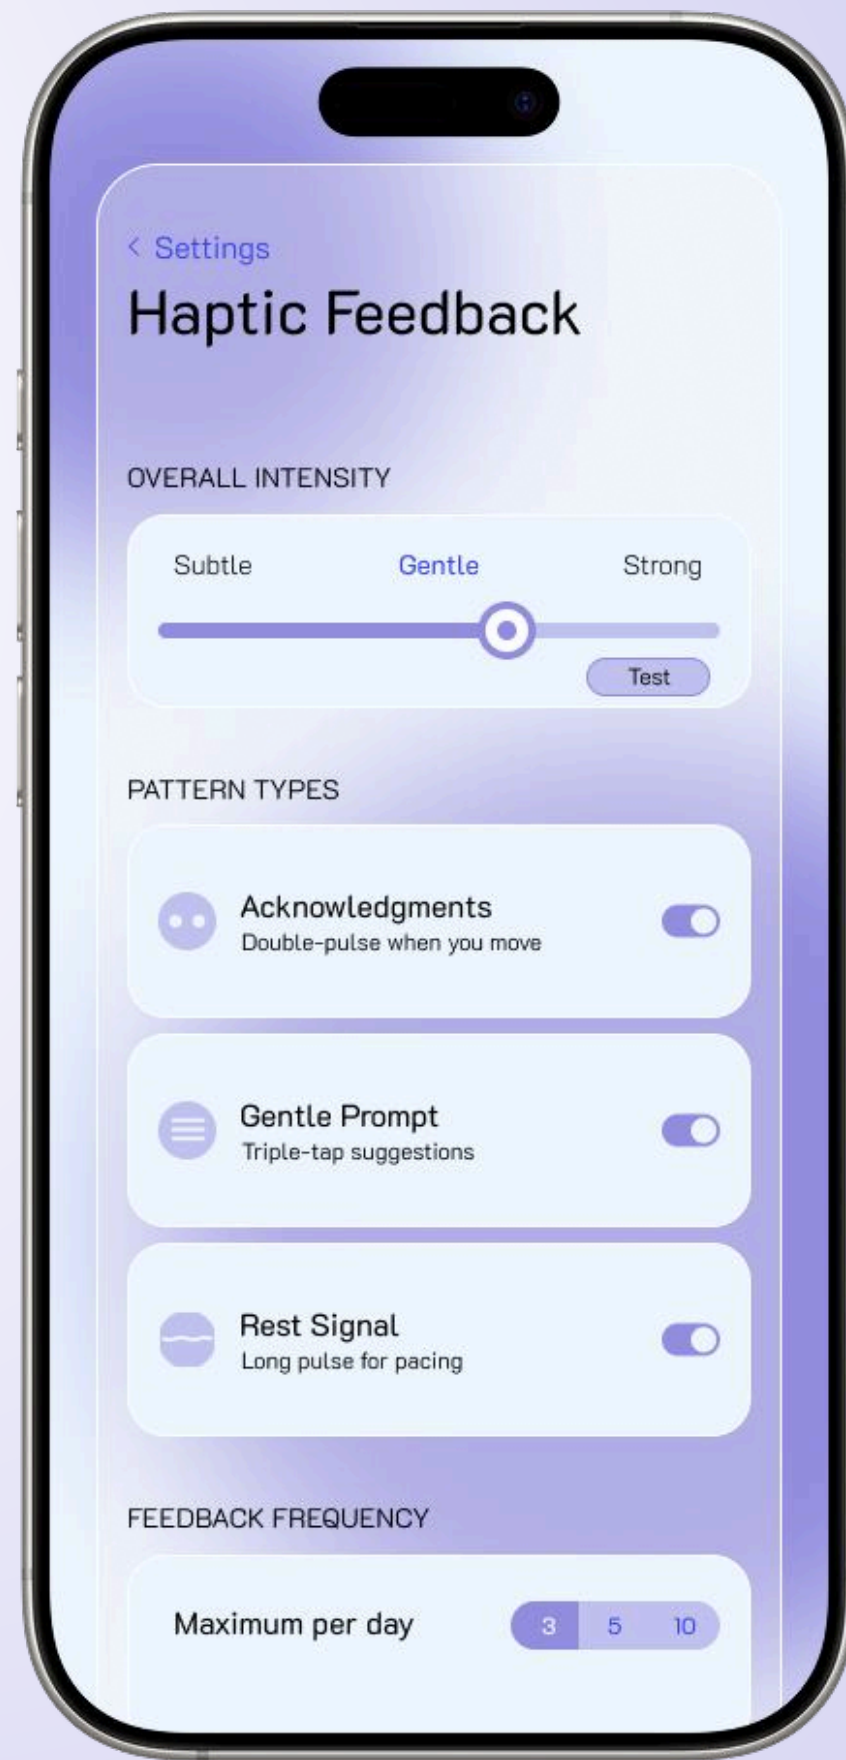 < Settings
Haptic Feedback
OVERALL INTENSITY
Subtle Gentle Strong
Test
PATTERN TYPES
Acknowledgments
Double-pulse when you move
Gentle Prompt
Triple-tap suggestions
Rest Signal
Long pulse for pacing
FEEDBACK FREQUENCY
Maximum per day 3 5 10